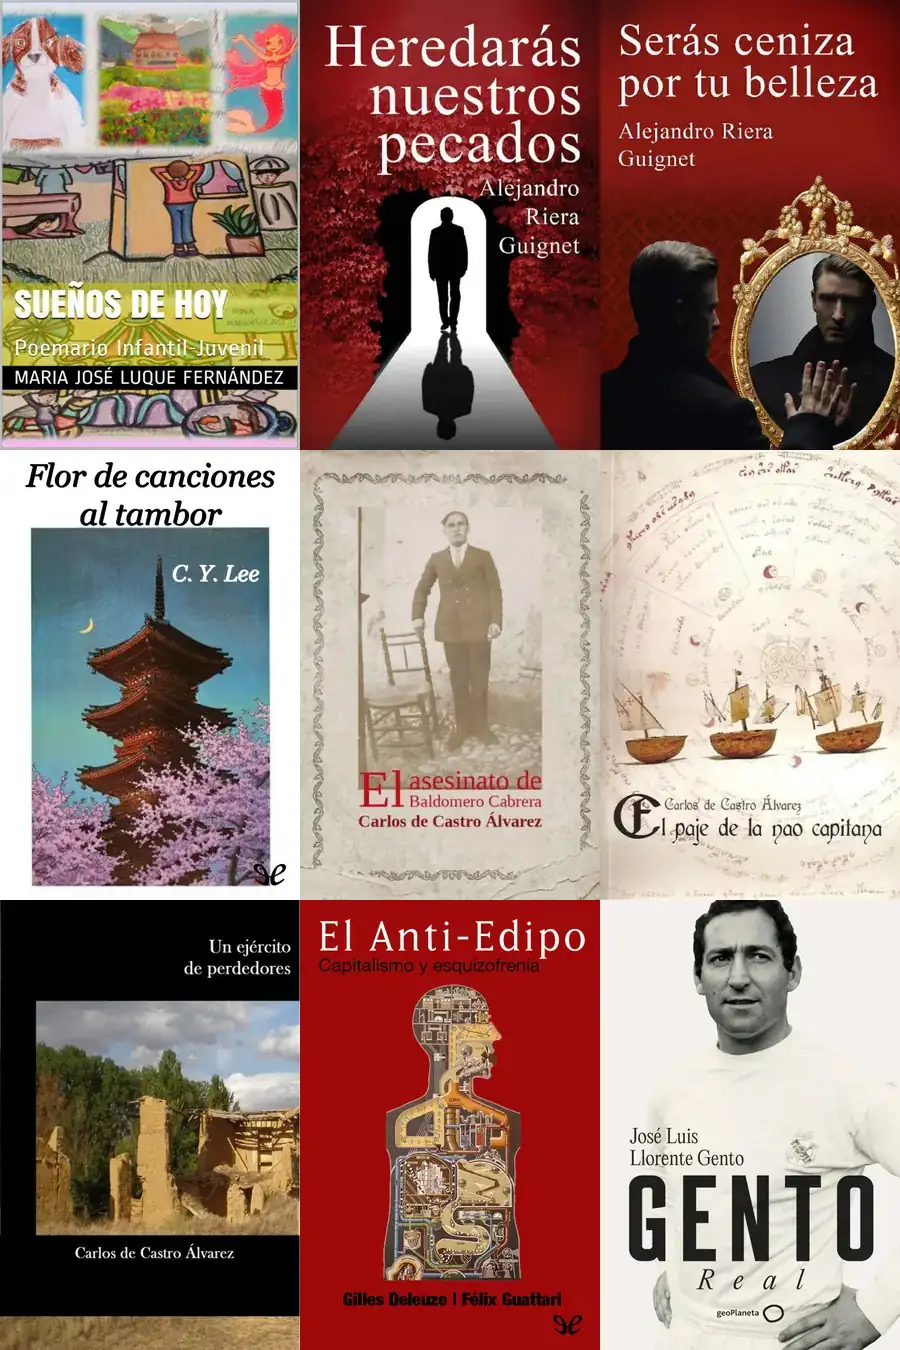 SUEÑOS DE HOY
Poemario Infantil-Juvenil
MARIA JOSÉ LUQUE FERNÁNDEZ
Heredarás
nuestros
pecados
Alejandro
Riera
Guignet
Serás ceniza
por tu belleza
Alejandro Riera
Guignet
Flor de canciones
al tambor
C. Y. Lee
El asesinato de
Baldomero Cabrera
Carlos de Castro Álvarez
Carlos de Castro Álvarez
El paje de la nao capitana
Un ejército
de perdedores
Carlos de Castro Álvarez
El Anti-Edipo
Capitalismo y esquizofrenia
Gilles Deleuze | Félix Guattari
José Luis
Llorente Gento
GENTO
Real
geoPlaneta